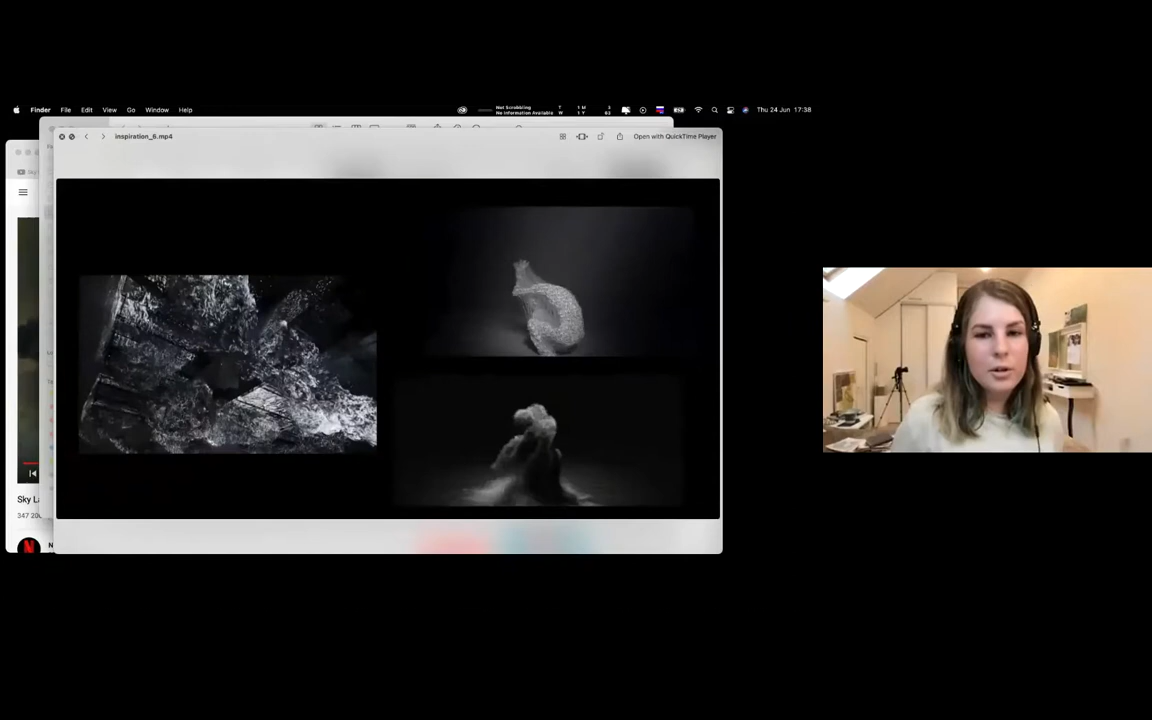 Finder File Edit View Go Window Help
Not Scrobbling
No Information Available
Thu 24 Jun 17:38
inspiration_6.mp4
Open with QuickTime Player
Sky La
347 20
N